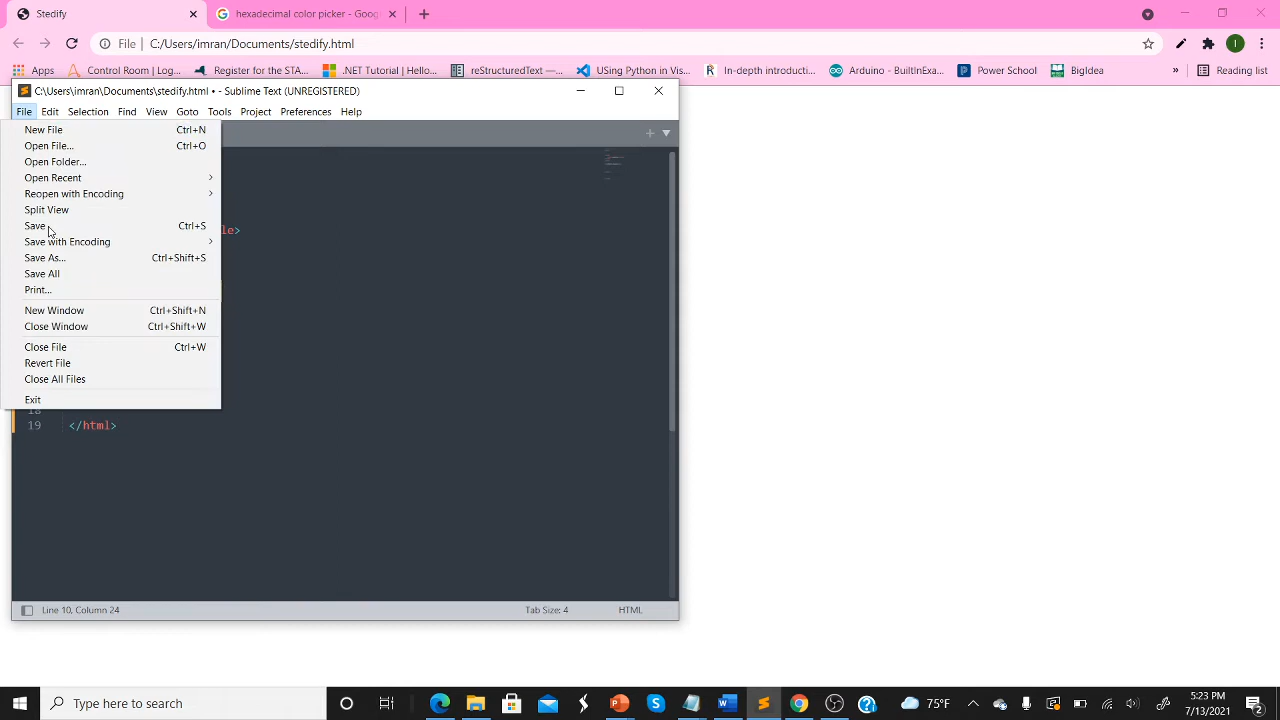 Stedify
hexadecimal color picker - Goog
File C:/Users/imran/Documents/stedify.html
Apps Control Room | Log... Register for the STA... .NET Tutorial | Hello... reStructuredText —... Using Python in Vis... In-depth introducti... Arduino - BuiltInExa... Power School BigIdea » Reading list
C:\Users\imran\Documents\stedify.html • - Sublime Text (UNREGISTERED)
File Edit Selection Find View Goto Tools Project Preferences Help
New File Ctrl+N
Open File... Ctrl+O
Open Folder...
Open Recent
Reopen with Encoding
Split View
Save Ctrl+S
le>
Save with Encoding
Save As... Ctrl+Shift+S
Save All
Print...
New Window Ctrl+Shift+N
Close Window Ctrl+Shift+W
Close File Ctrl+W
Revert File
Close All Files
Exit
18
19 </html>
Line 10, Column 24 Tab Size: 4 HTML
Type here to search
75°F
5:23 PM
7/13/2021
2